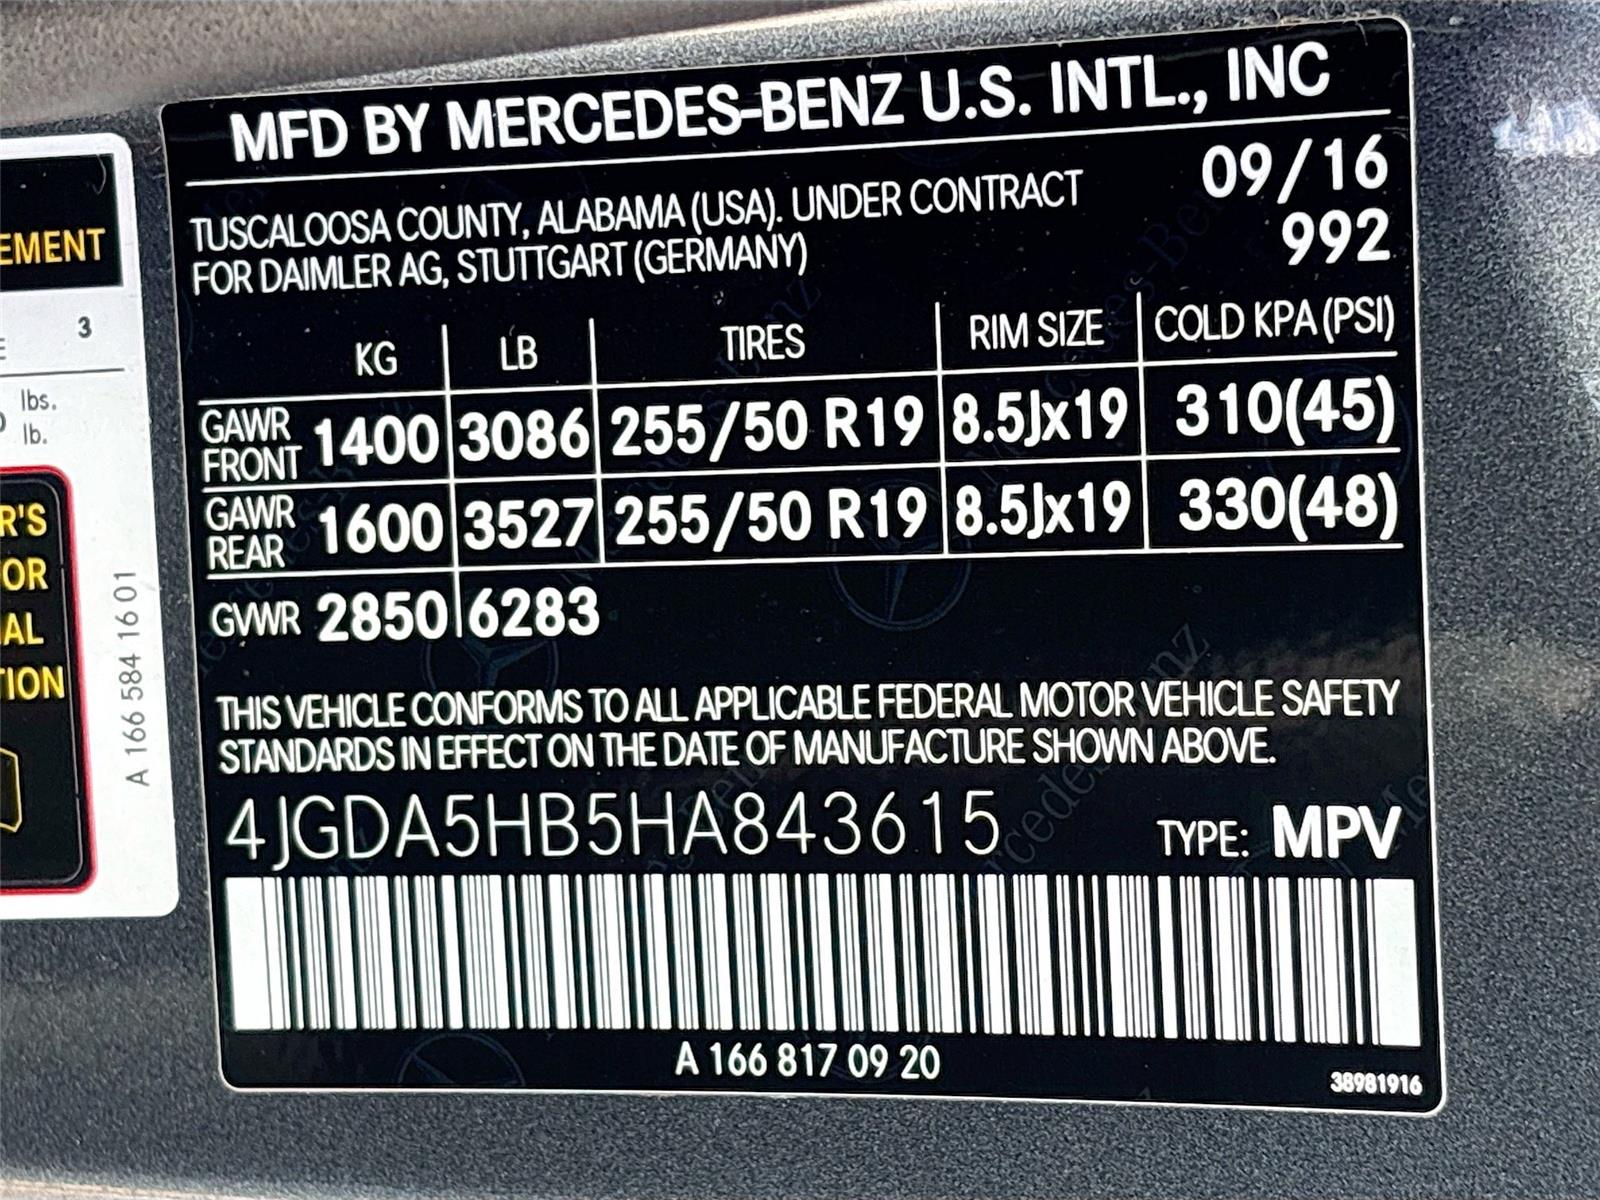 MFD BY MERCEDES-BENZ U.S. INTL., INC
TUSCALOOSA COUNTY, ALABAMA (USA). UNDER CONTRACT
FOR DAIMLER AG, STUTTGART (GERMANY)
09/16
992
KG LB TIRES RIM SIZE COLD KPA (PSI)
GAWR FRONT 1400 3086 255/50 R19 8.5Jx19 310(45)
GAWR REAR 1600 3527 255/50 R19 8.5Jx19 330(48)
GVWR 2850 6283
THIS VEHICLE CONFORMS TO ALL APPLICABLE FEDERAL MOTOR VEHICLE SAFETY
STANDARDS IN EFFECT ON THE DATE OF MANUFACTURE SHOWN ABOVE.
4JGDA5HB5HA843615 TYPE: MPV
A 166 817 09 20
38981916
EMENT
3
lbs.
lb.
R'S
OR
IAL
TION
A 166 584 16 01